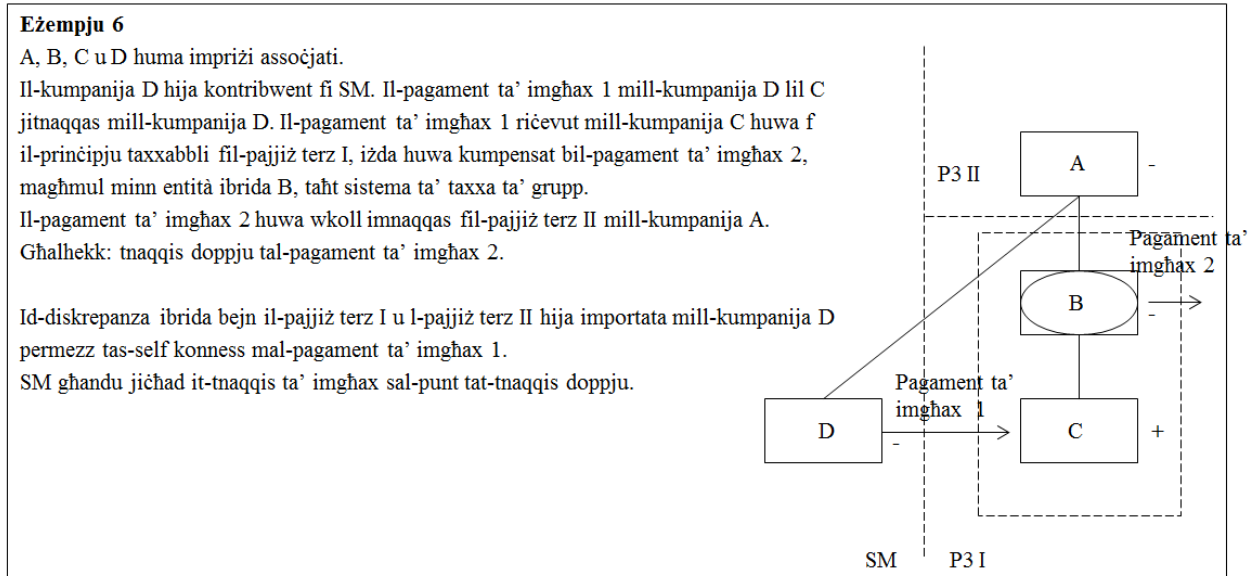 Eżempju 6
A, B, C u D huma impriżi assoċjati.
Il-kumpanija D hija kontribwent fi SM. Il-pagament ta’ imgħax 1 mill-kumpanija D lil C
jitnaqqas mill-kumpanija D. Il-pagament ta’ imgħax 1 riċevut mill-kumpanija C huwa f
il-prinċipju taxxabbli fil-pajjiż terz I, iżda huwa kumpensat bil-pagament ta’ imgħax 2,
magħmul minn entità ibrida B, taħt sistema ta’ taxxa ta’ grupp.
Il-pagament ta’ imgħax 2 huwa wkoll imnaqqas fil-pajjiż terz II mill-kumpanija A.
Għalhekk: tnaqqis doppju tal-pagament ta’ imgħax 2.
Id-diskrepanza ibrida bejn il-pajjiż terz I u l-pajjiż terz II hija importata mill-kumpanija D
permezz tas-self konness mal-pagament ta’ imgħax 1.
SM għandu jiċħad it-tnaqqis ta’ imgħax sal-punt tat-tnaqqis doppju.
P3 II
A
-
Pagament ta’
imgħax 2
B
-
Pagament ta’
imgħax 1
D
-
C
+
SM
P3 I